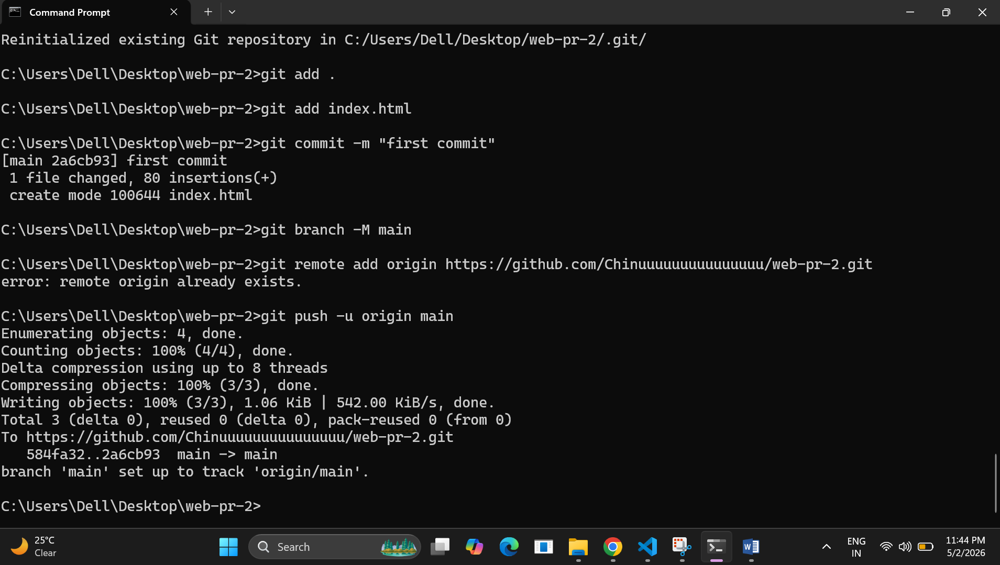 Command Prompt
Reinitialized existing Git repository in C:/Users/Dell/Desktop/web-pr-2/.git/
C:\Users\Dell\Desktop\web-pr-2>git add .
C:\Users\Dell\Desktop\web-pr-2>git add index.html
C:\Users\Dell\Desktop\web-pr-2>git commit -m "first commit"
[main 2a6cb93] first commit
 1 file changed, 80 insertions(+)
 create mode 100644 index.html
C:\Users\Dell\Desktop\web-pr-2>git branch -M main
C:\Users\Dell\Desktop\web-pr-2>git remote add origin https://github.com/Chinuuuuuuuuuuuuuuu/web-pr-2.git
error: remote origin already exists.
C:\Users\Dell\Desktop\web-pr-2>git push -u origin main
Enumerating objects: 4, done.
Counting objects: 100% (4/4), done.
Delta compression using up to 8 threads
Compressing objects: 100% (3/3), done.
Writing objects: 100% (3/3), 1.06 KiB | 542.00 KiB/s, done.
Total 3 (delta 0), reused 0 (delta 0), pack-reused 0 (from 0)
To https://github.com/Chinuuuuuuuuuuuuuuu/web-pr-2.git
   584fa32..2a6cb93  main -> main
branch 'main' set up to track 'origin/main'.
C:\Users\Dell\Desktop\web-pr-2>
25°C
Clear
Search
ENG
IN
11:44 PM
5/2/2026